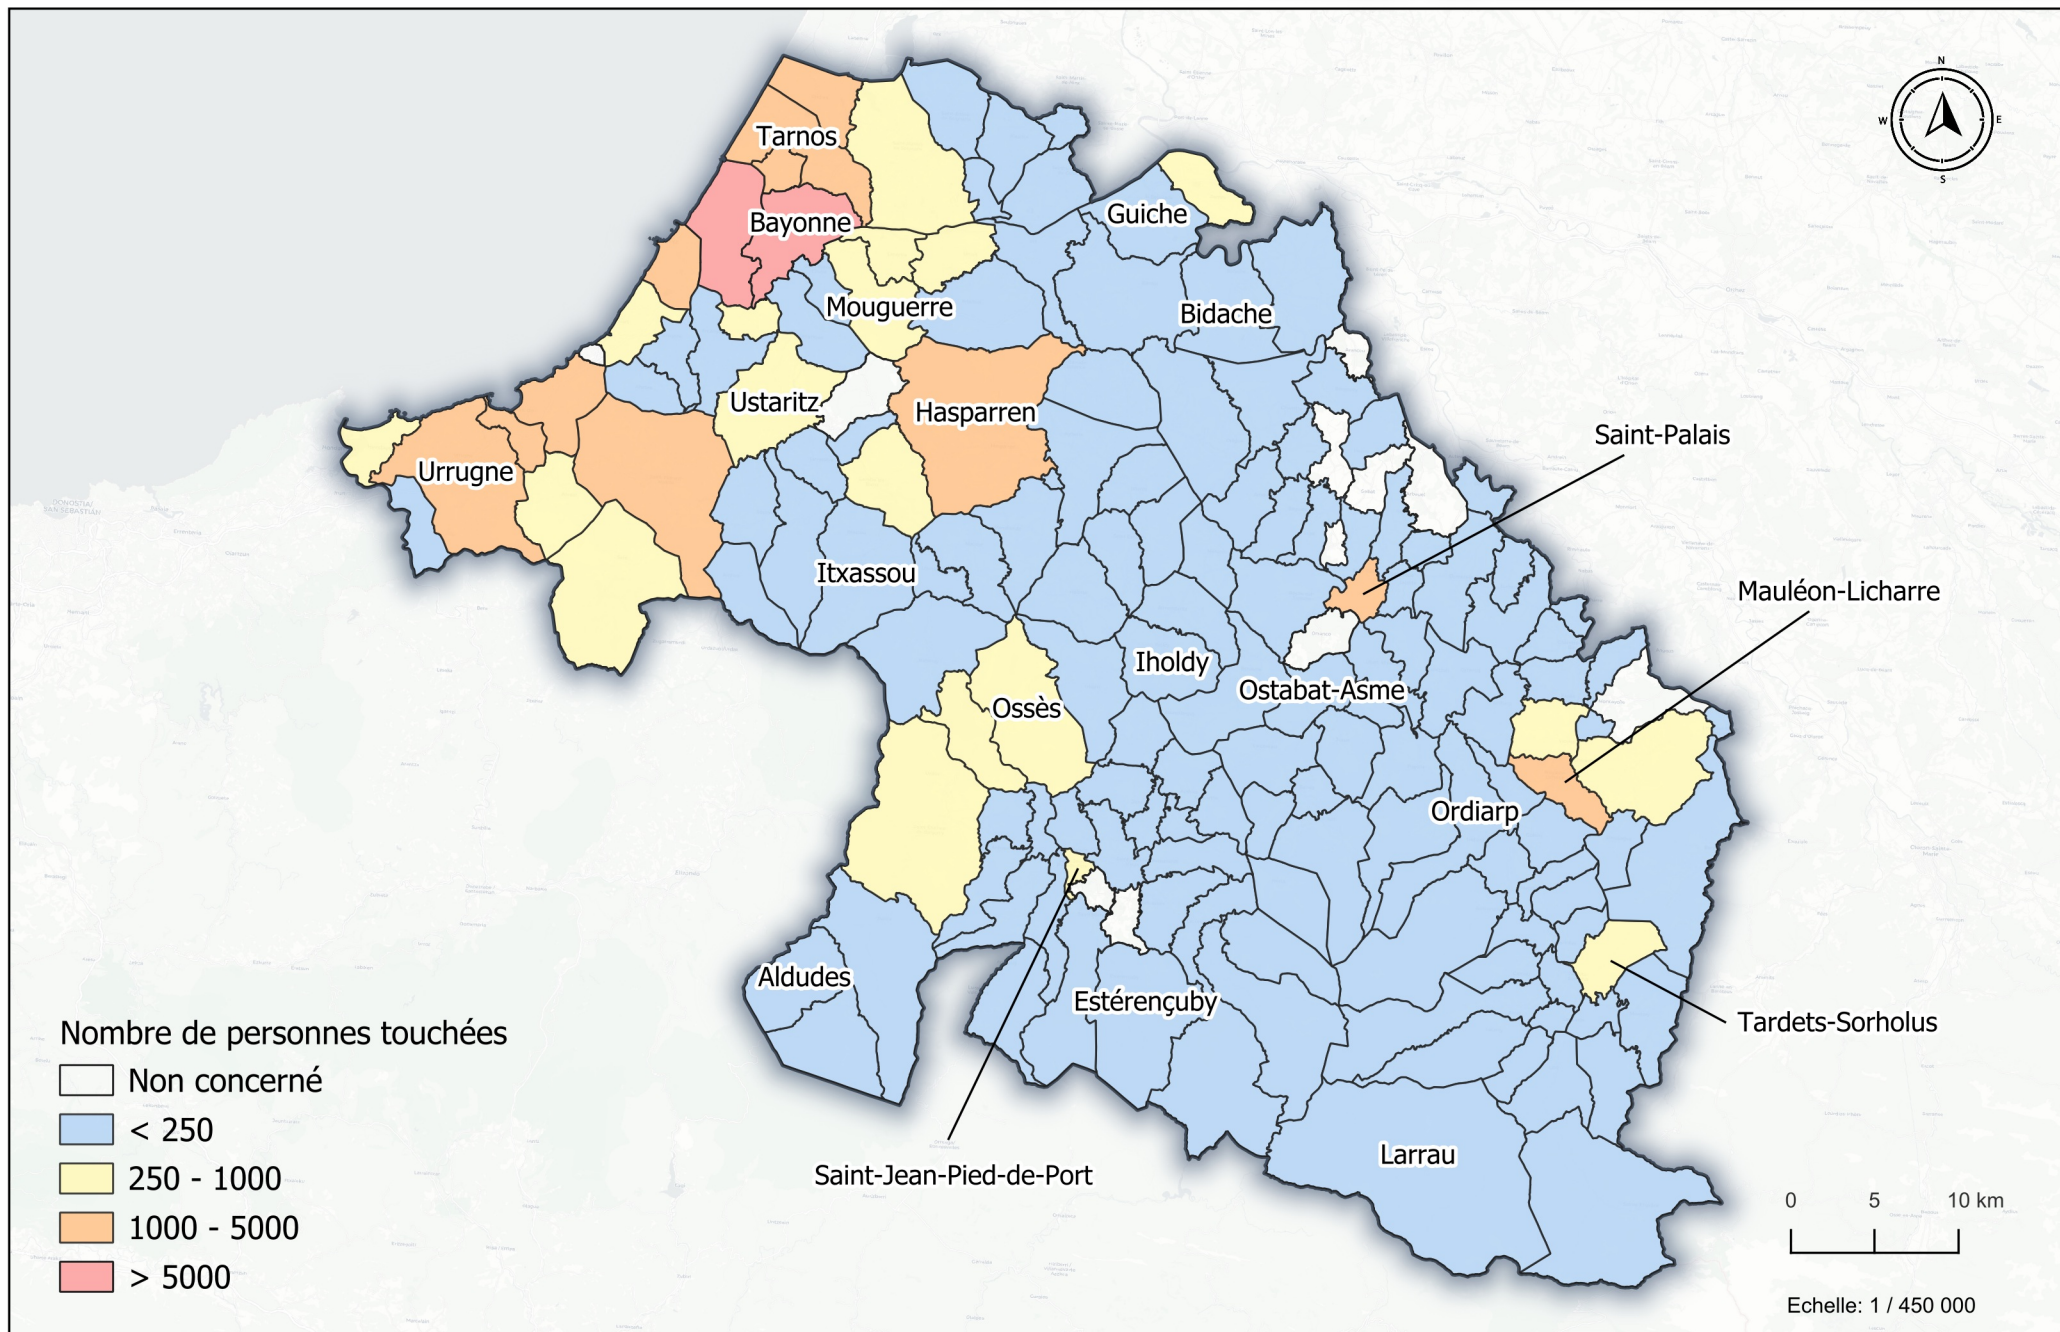 N
W
E
S
Tarnos
Bayonne
Guiche
Mouguerre
Bidache
Ustaritz
Hasparren
Saint-Palais
Urrugne
Itxassou
Mauléon-Licharre
Iholdy
Ostabat-Asme
Ossès
Ordiarp
Aldudes
Estérençuby
Tardets-Sorholus
Saint-Jean-Pied-de-Port
Larrau
Nombre de personnes touchées
Non concerné
< 250
250 - 1000
1000 - 5000
> 5000
0 5 10 km
Echelle: 1 / 450 000